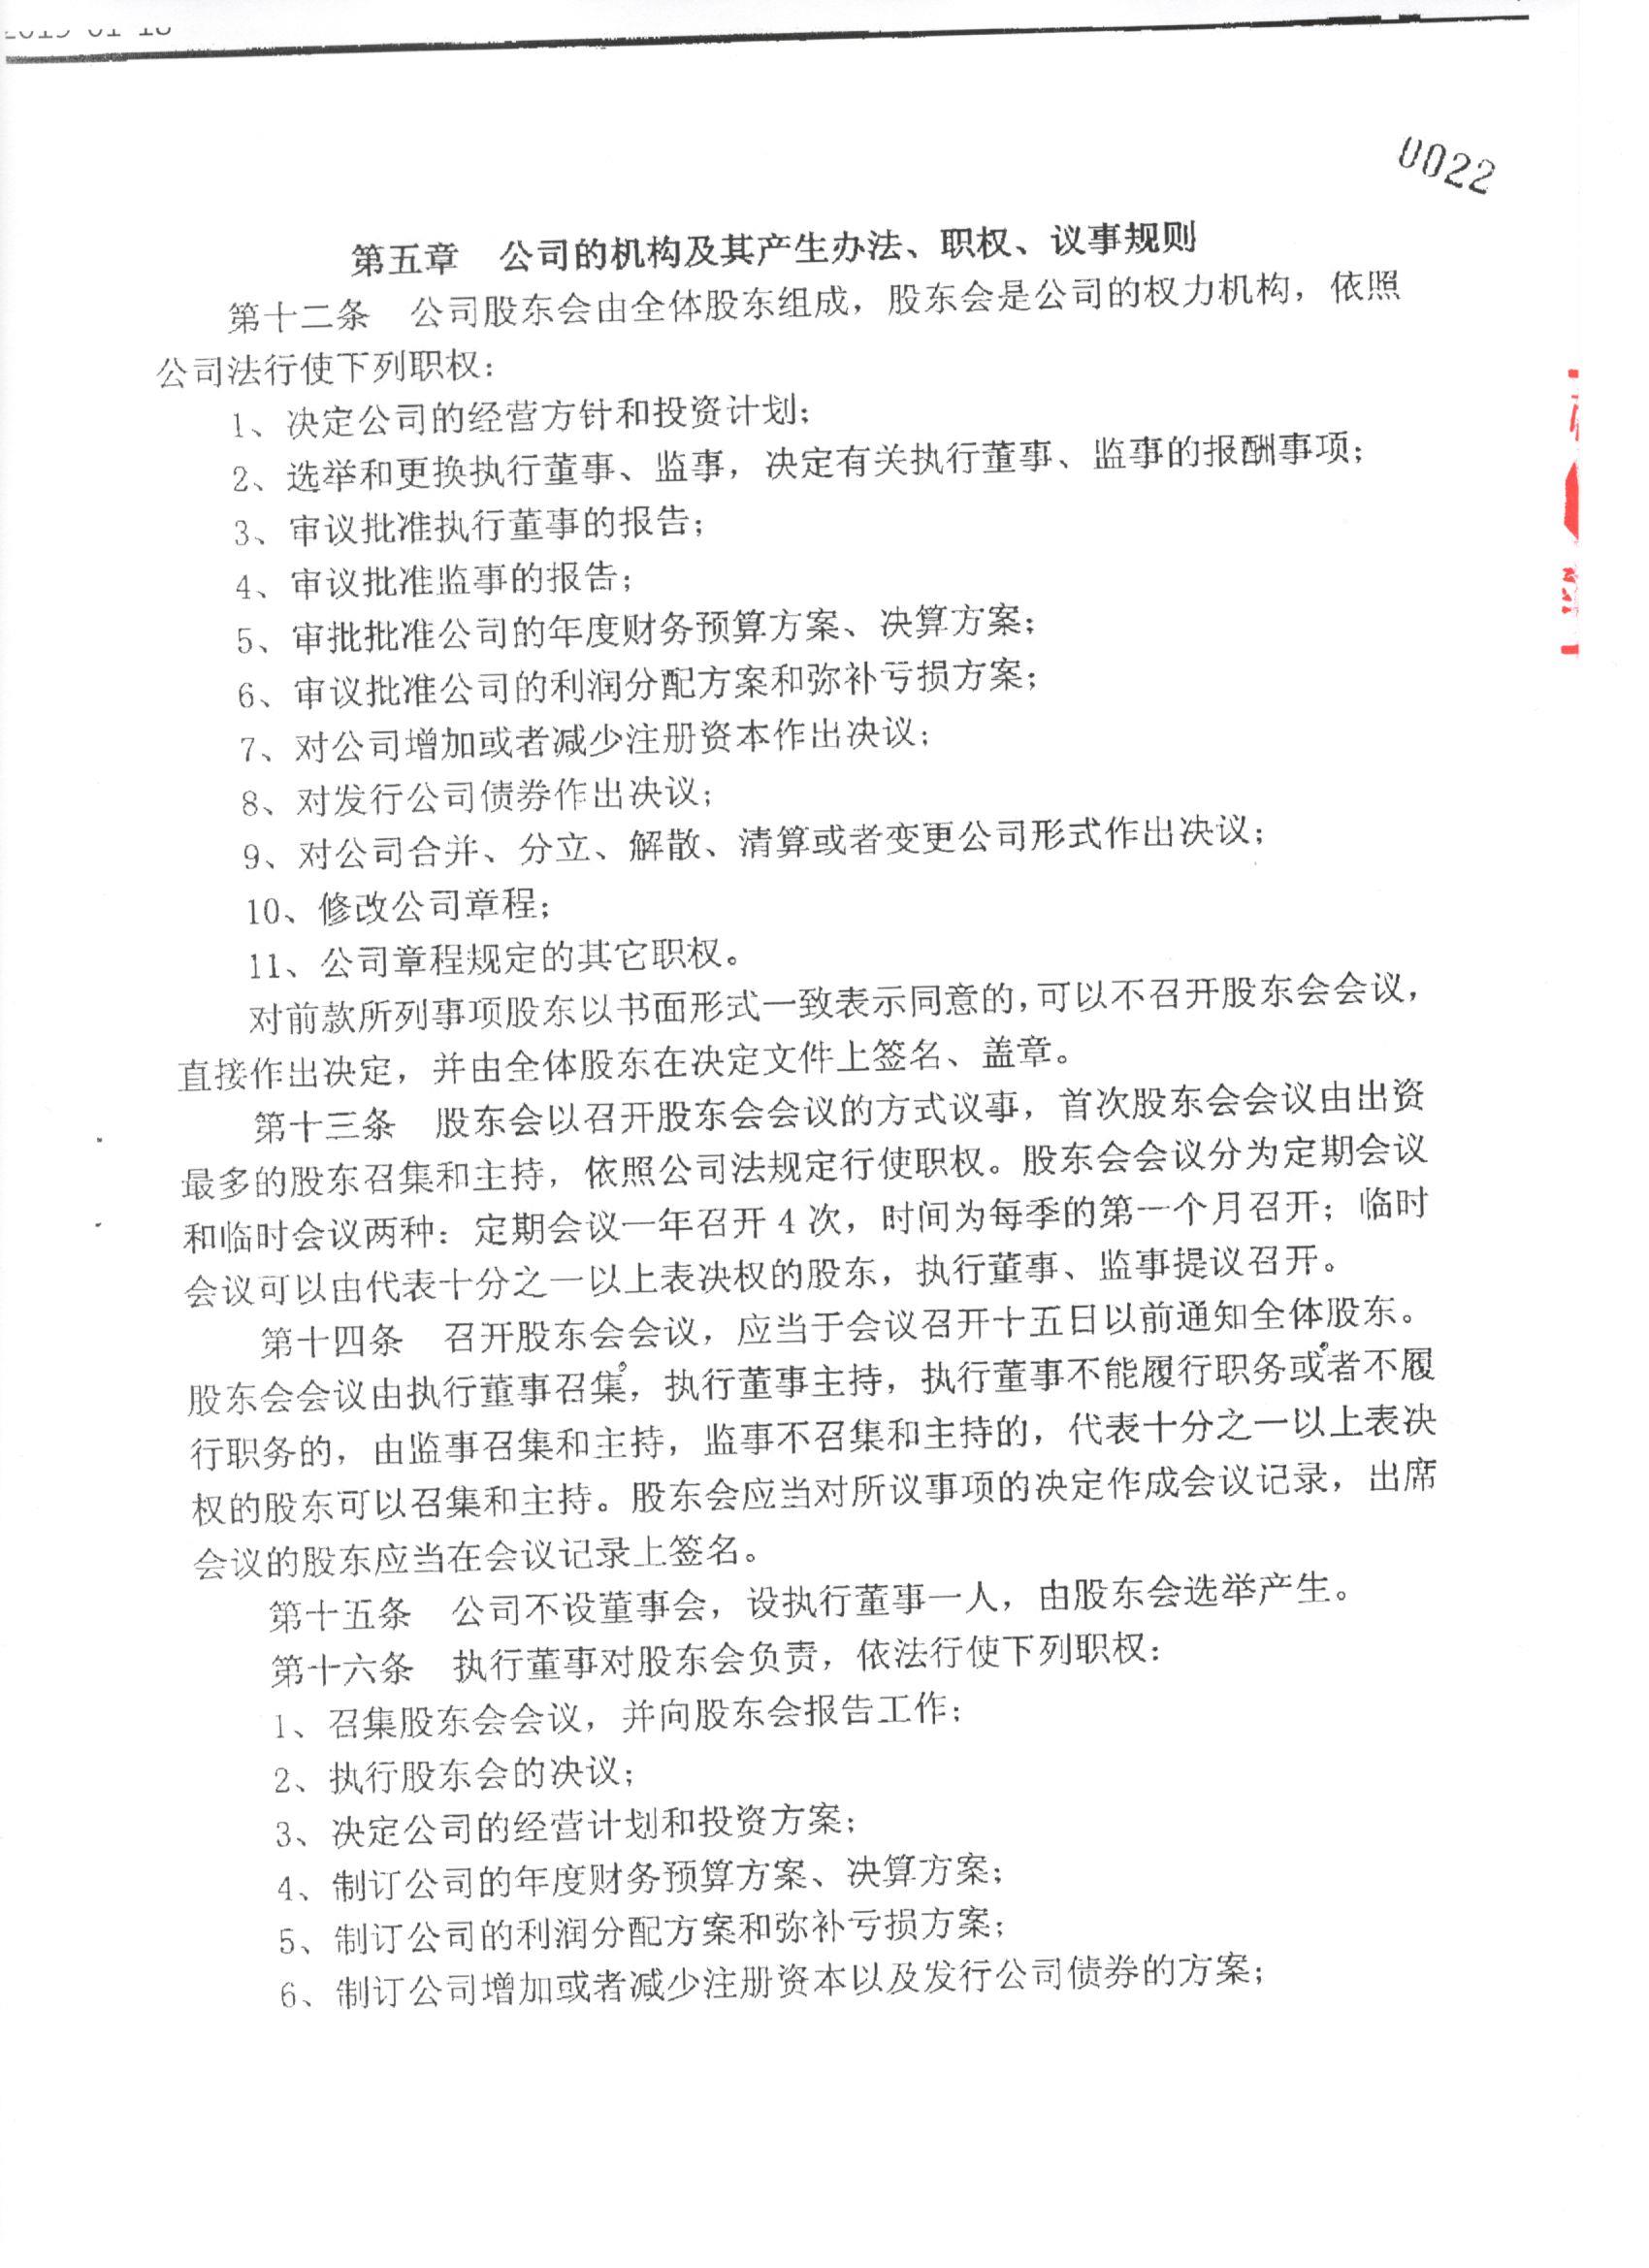 0022
第五章　公司的机构及其产生办法、职权、议事规则
第十二条　公司股东会由全体股东组成，股东会是公司的权力机构，依照
公司法行使下列职权：
1、决定公司的经营方针和投资计划；
2、选举和更换执行董事、监事，决定有关执行董事、监事的报酬事项；
3、审议批准执行董事的报告；
4、审议批准监事的报告；
5、审批批准公司的年度财务预算方案、决算方案；
6、审议批准公司的利润分配方案和弥补亏损方案；
7、对公司增加或者减少注册资本作出决议；
8、对发行公司债券作出决议；
9、对公司合并、分立、解散、清算或者变更公司形式作出决议；
10、修改公司章程；
11、公司章程规定的其它职权。
对前款所列事项股东以书面形式一致表示同意的，可以不召开股东会会议，
直接作出决定，并由全体股东在决定文件上签名、盖章。
第十三条　股东会以召开股东会会议的方式议事，首次股东会会议由出资
最多的股东召集和主持，依照公司法规定行使职权。股东会会议分为定期会议
和临时会议两种：定期会议一年召开 4 次，时间为每季的第一个月召开；临时
会议可以由代表十分之一以上表决权的股东，执行董事、监事提议召开。
第十四条　召开股东会会议，应当于会议召开十五日以前通知全体股东。
股东会会议由执行董事召集，执行董事主持，执行董事不能履行职务或者不履
行职务的，由监事召集和主持，监事不召集和主持的，代表十分之一以上表决
权的股东可以召集和主持。股东会应当对所议事项的决定作成会议记录，出席
会议的股东应当在会议记录上签名。
第十五条　公司不设董事会，设执行董事一人，由股东会选举产生。
第十六条　执行董事对股东会负责，依法行使下列职权：
1、召集股东会会议，并向股东会报告工作；
2、执行股东会的决议；
3、决定公司的经营计划和投资方案；
4、制订公司的年度财务预算方案、决算方案；
5、制订公司的利润分配方案和弥补亏损方案；
6、制订公司增加或者减少注册资本以及发行公司债券的方案；